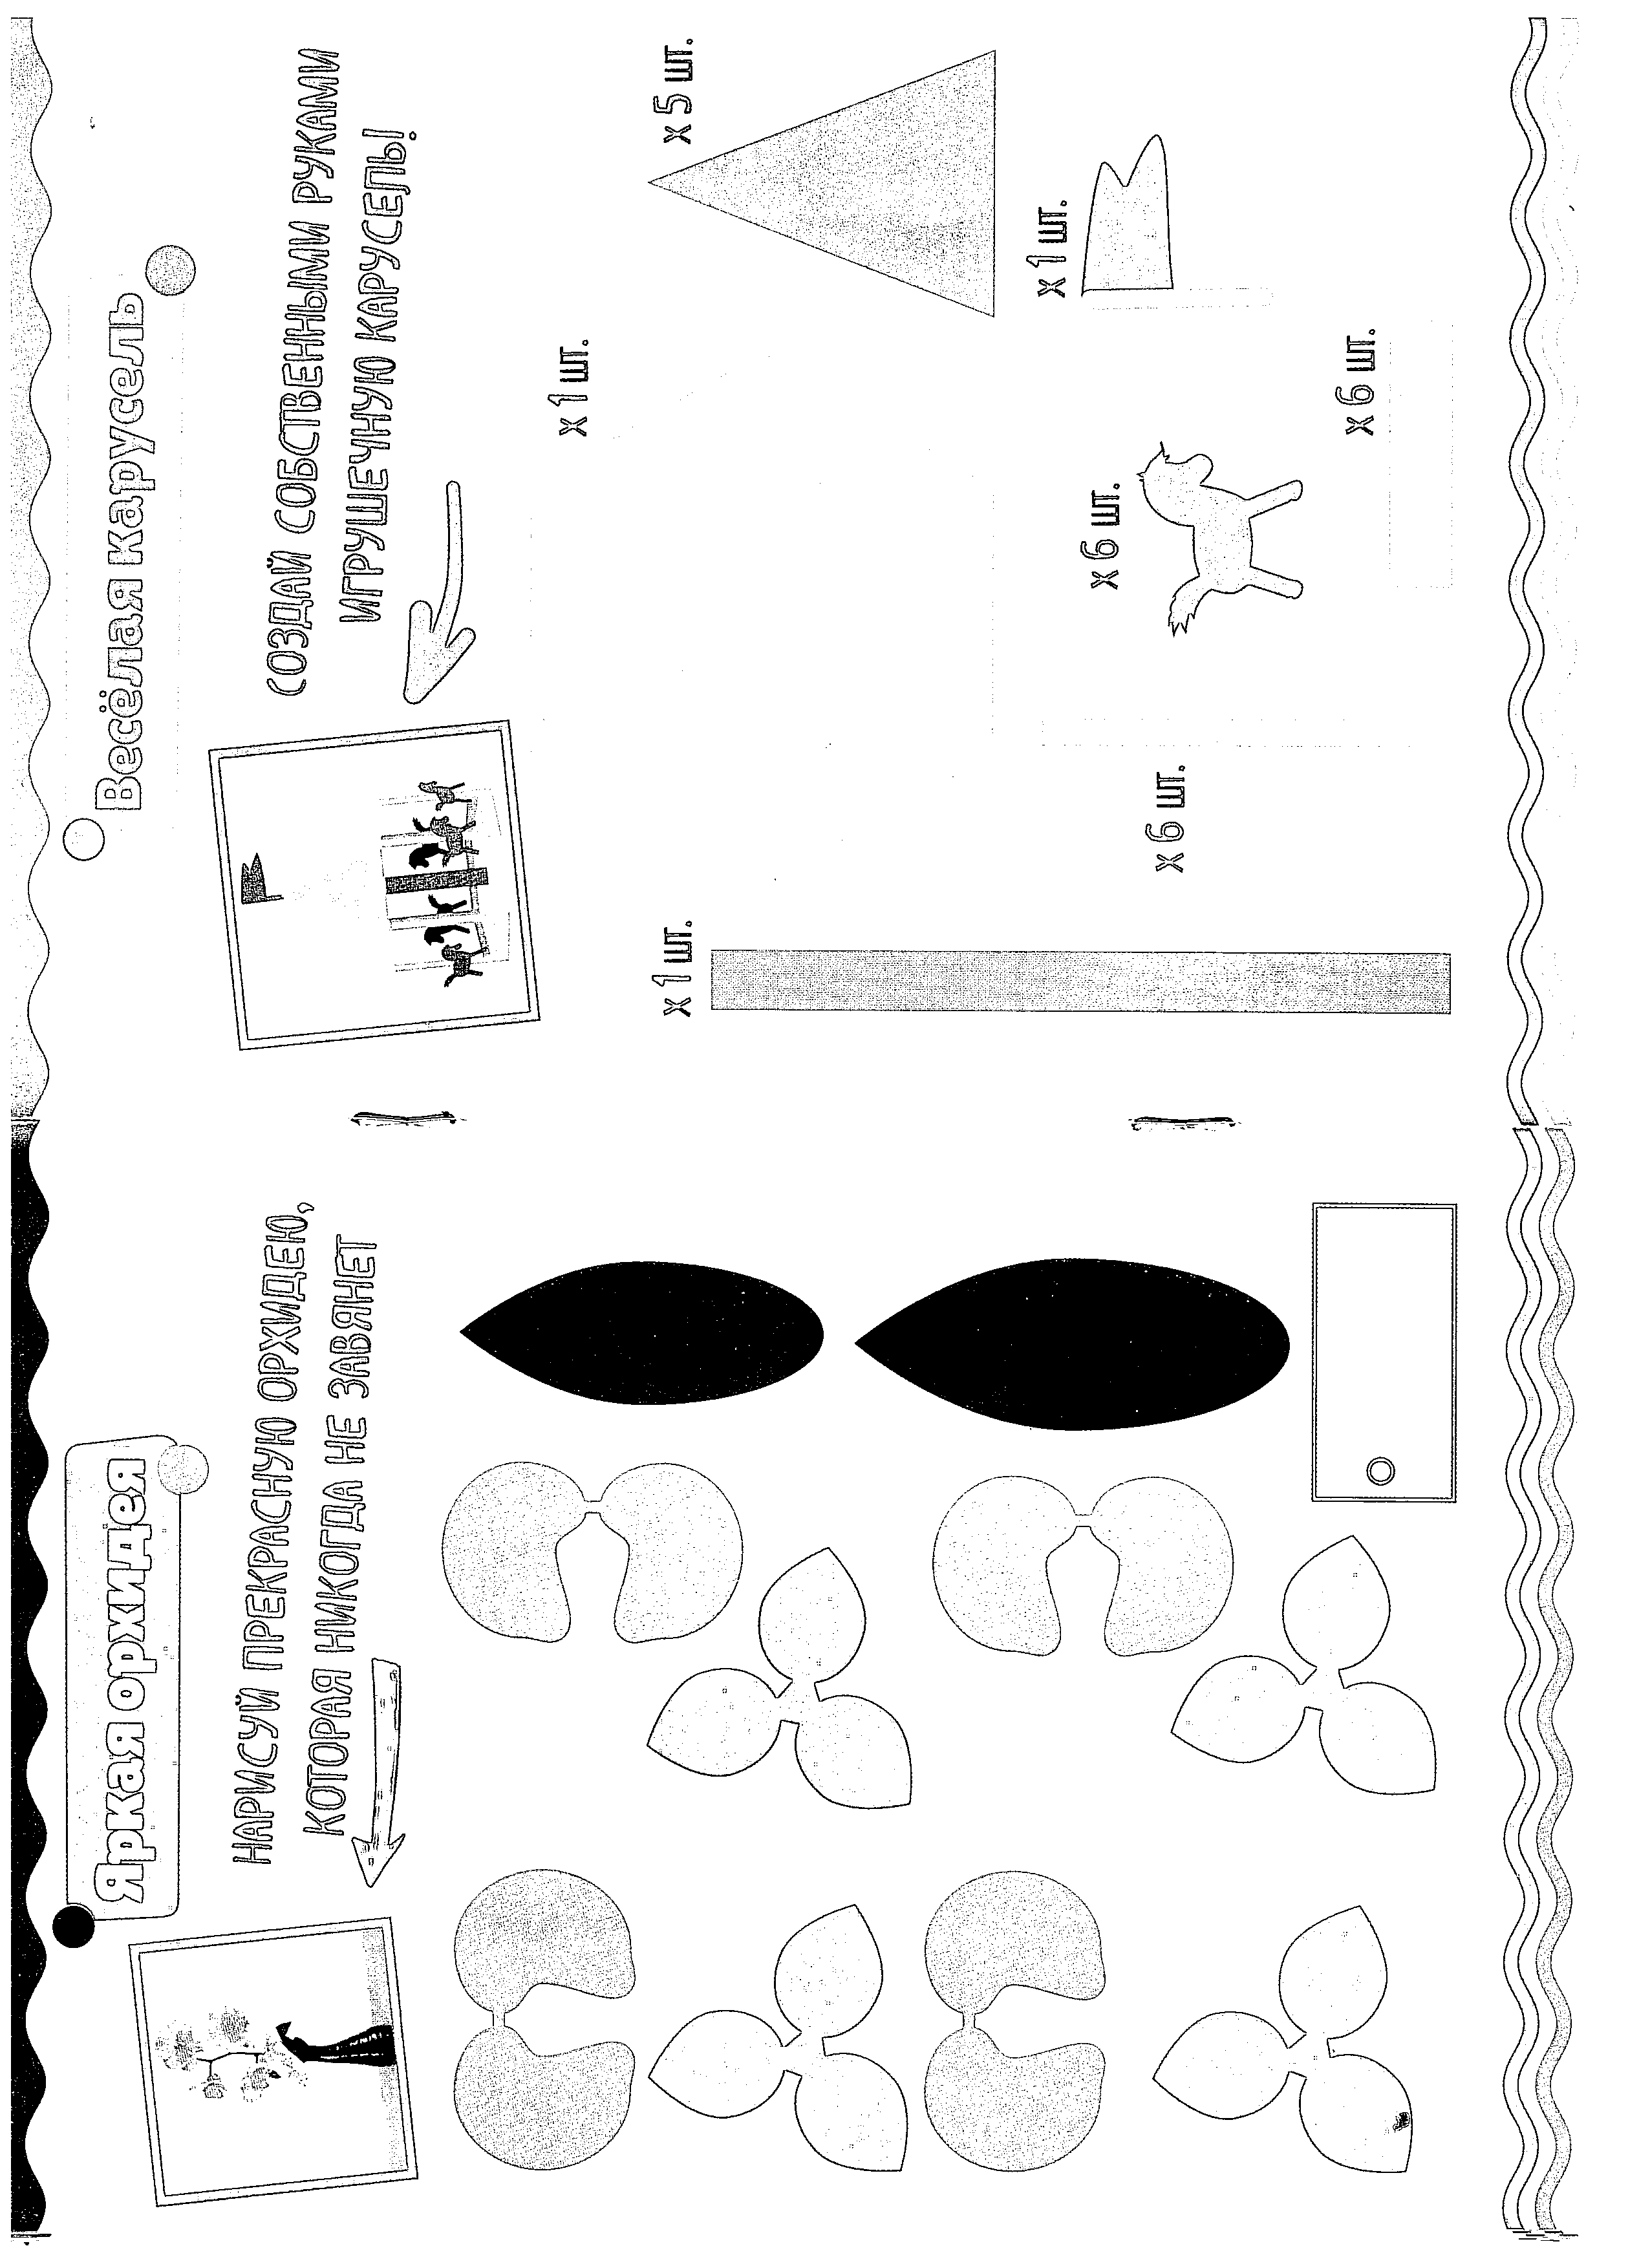 Яркая орхидея
НАРИСУЙ ПРЕКРАСНУЮ ОРХИДЕЮ,
КОТОРАЯ НИКОГДА НЕ ЗАВЯНЕТ
Весёлая карусель
СОЗДАЙ СОБСТВЕННЫМИ РУКАМИ
ИГРУШЕЧНУЮ КАРУСЕЛЬ!
х 1 шт.
х 1 шт.
х 5 шт.
х 1 шт.
х 6 шт.
х 6 шт.
х 6 шт.